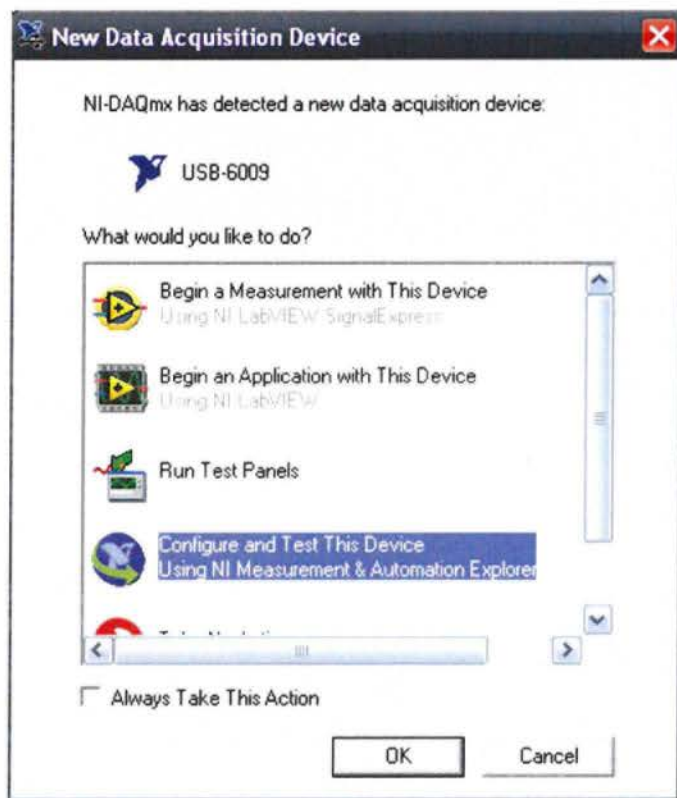 New Data Acquisition Device
NI-DAQmx has detected a new data acquisition device:
USB-6009
What would you like to do?
Begin a Measurement with This Device
Using NI LabVIEW SignalExpress
Begin an Application with This Device
Using NI LabVIEW
Run Test Panels
Configure and Test This Device
Using NI Measurement & Automation Explorer
Always Take This Action
OK
Cancel